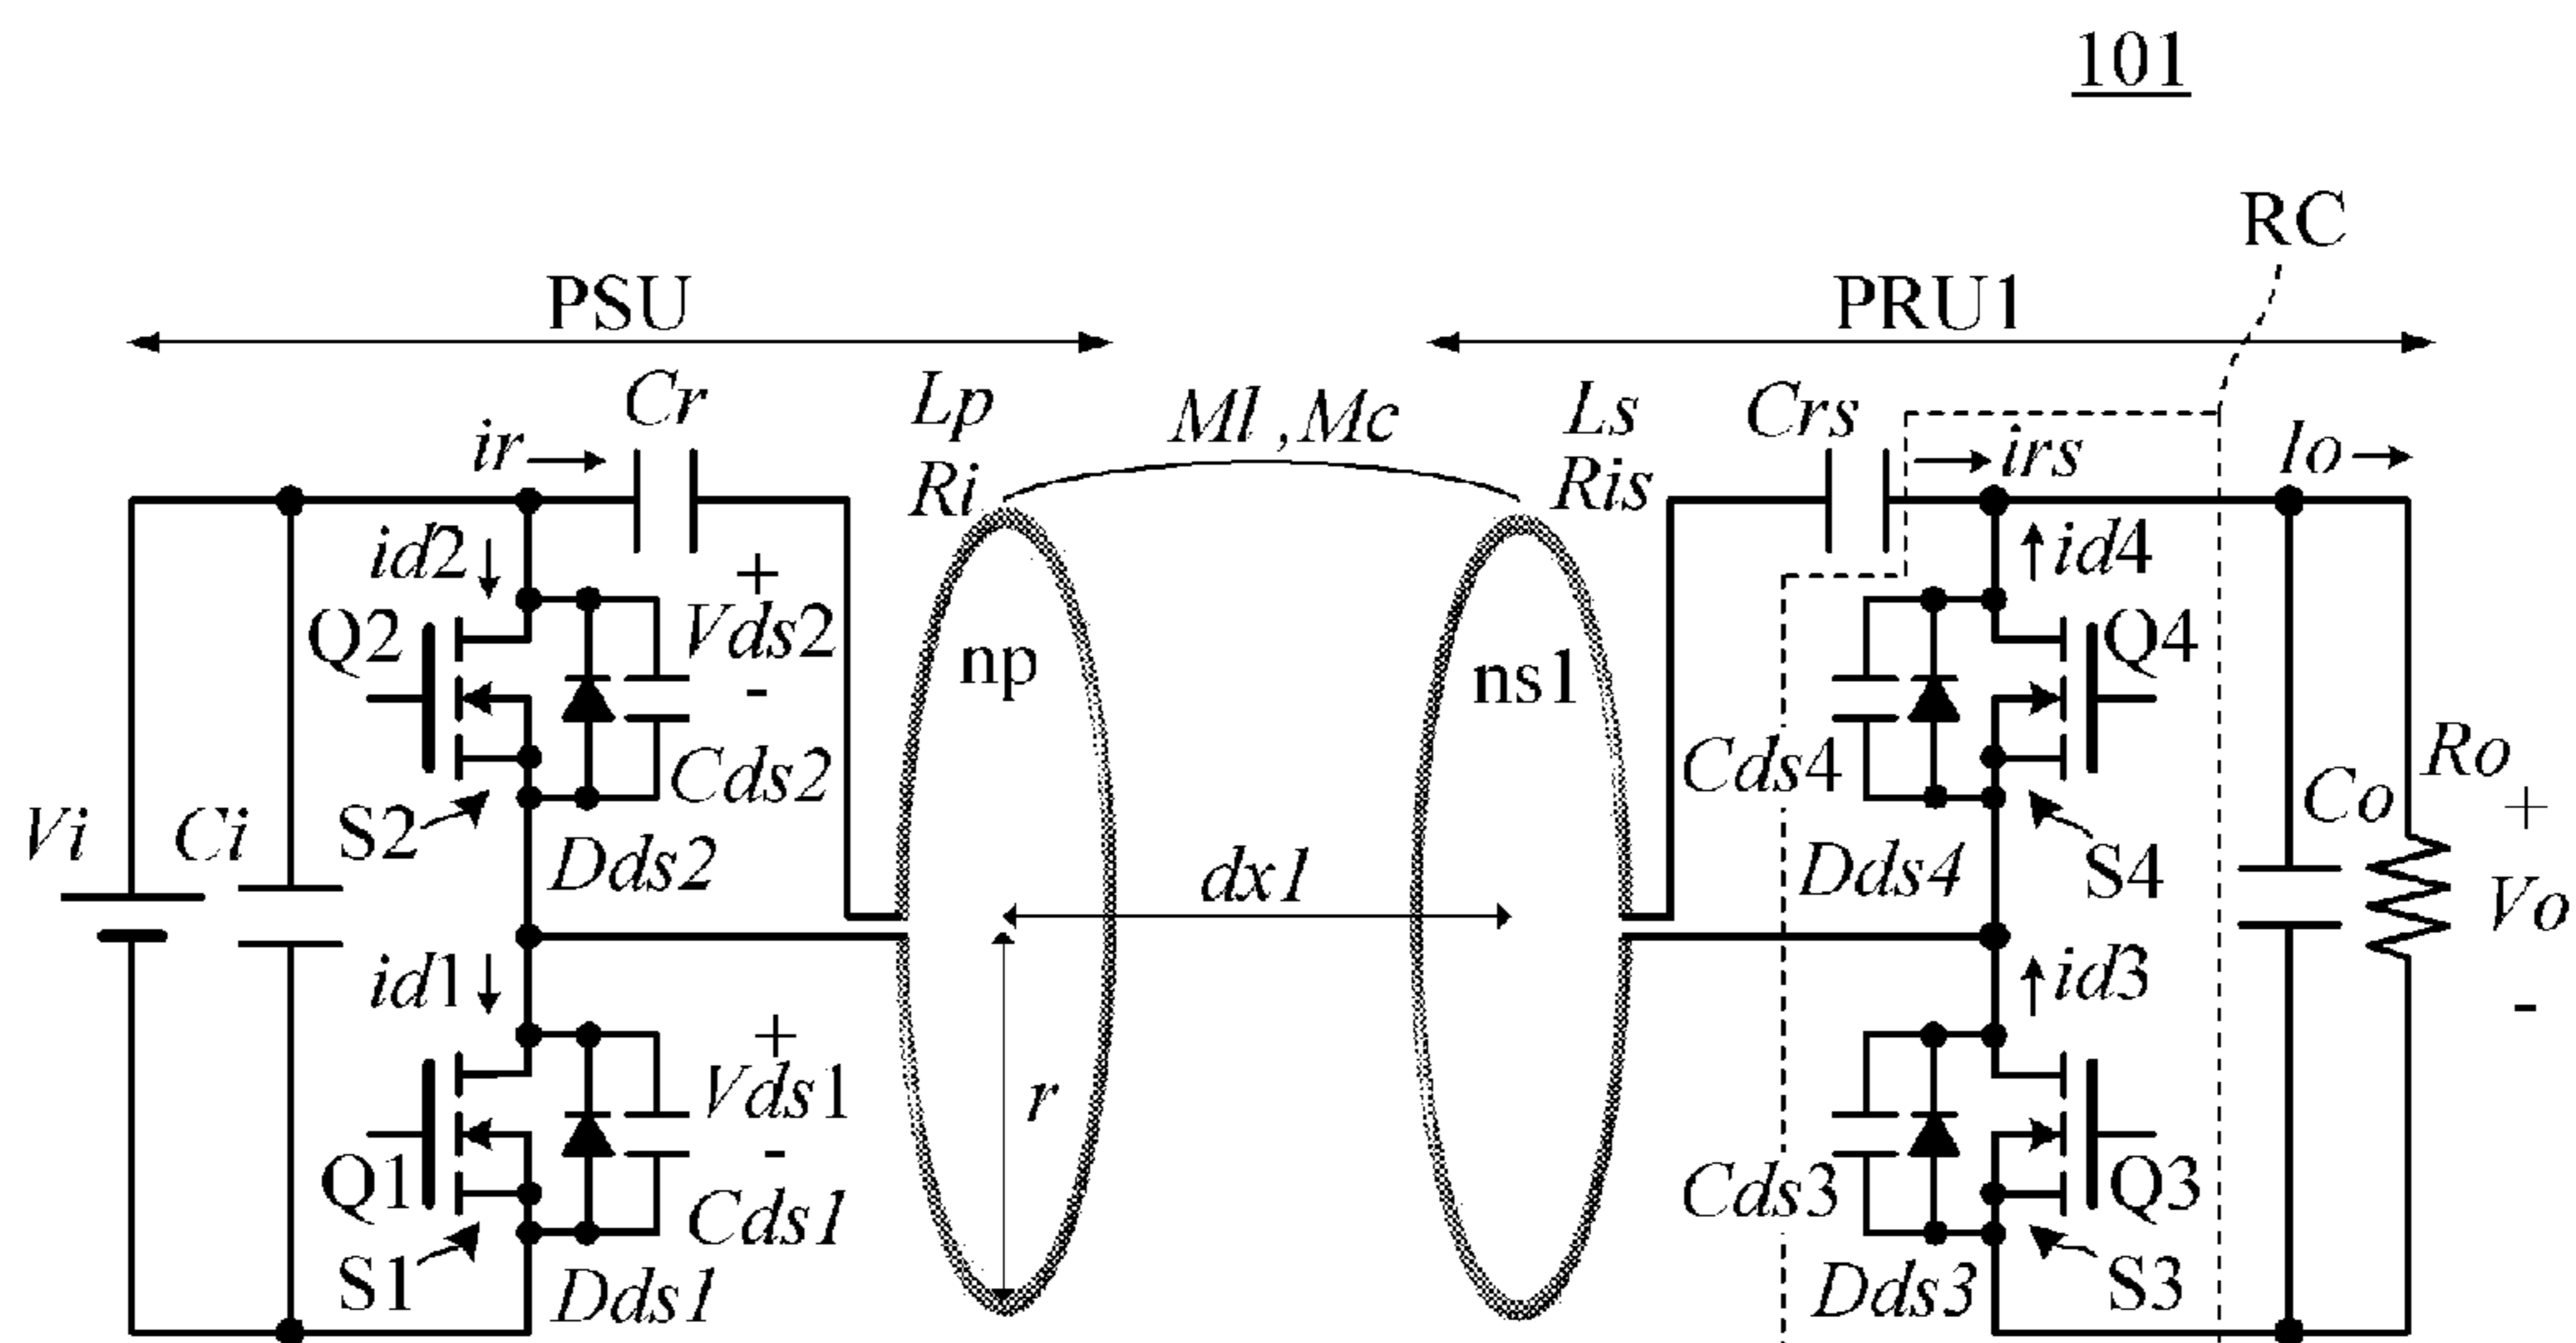 101
RC
PSU
PRU1
Cr
Lp
Ml ,Mc
Ls
Crs
ir
Ri
Ris
irs
Io
id2
+
Vds2
-
id4
Q2
np
ns1
Q4
Cds2
Cds4
Ro
Vi
Ci
S2
Dds2
dx1
Dds4
S4
Co
+
Vo
-
id1
id3
+
Vds1
-
r
Q1
Cds1
Cds3
Q3
S1
Dds1
Dds3
S3